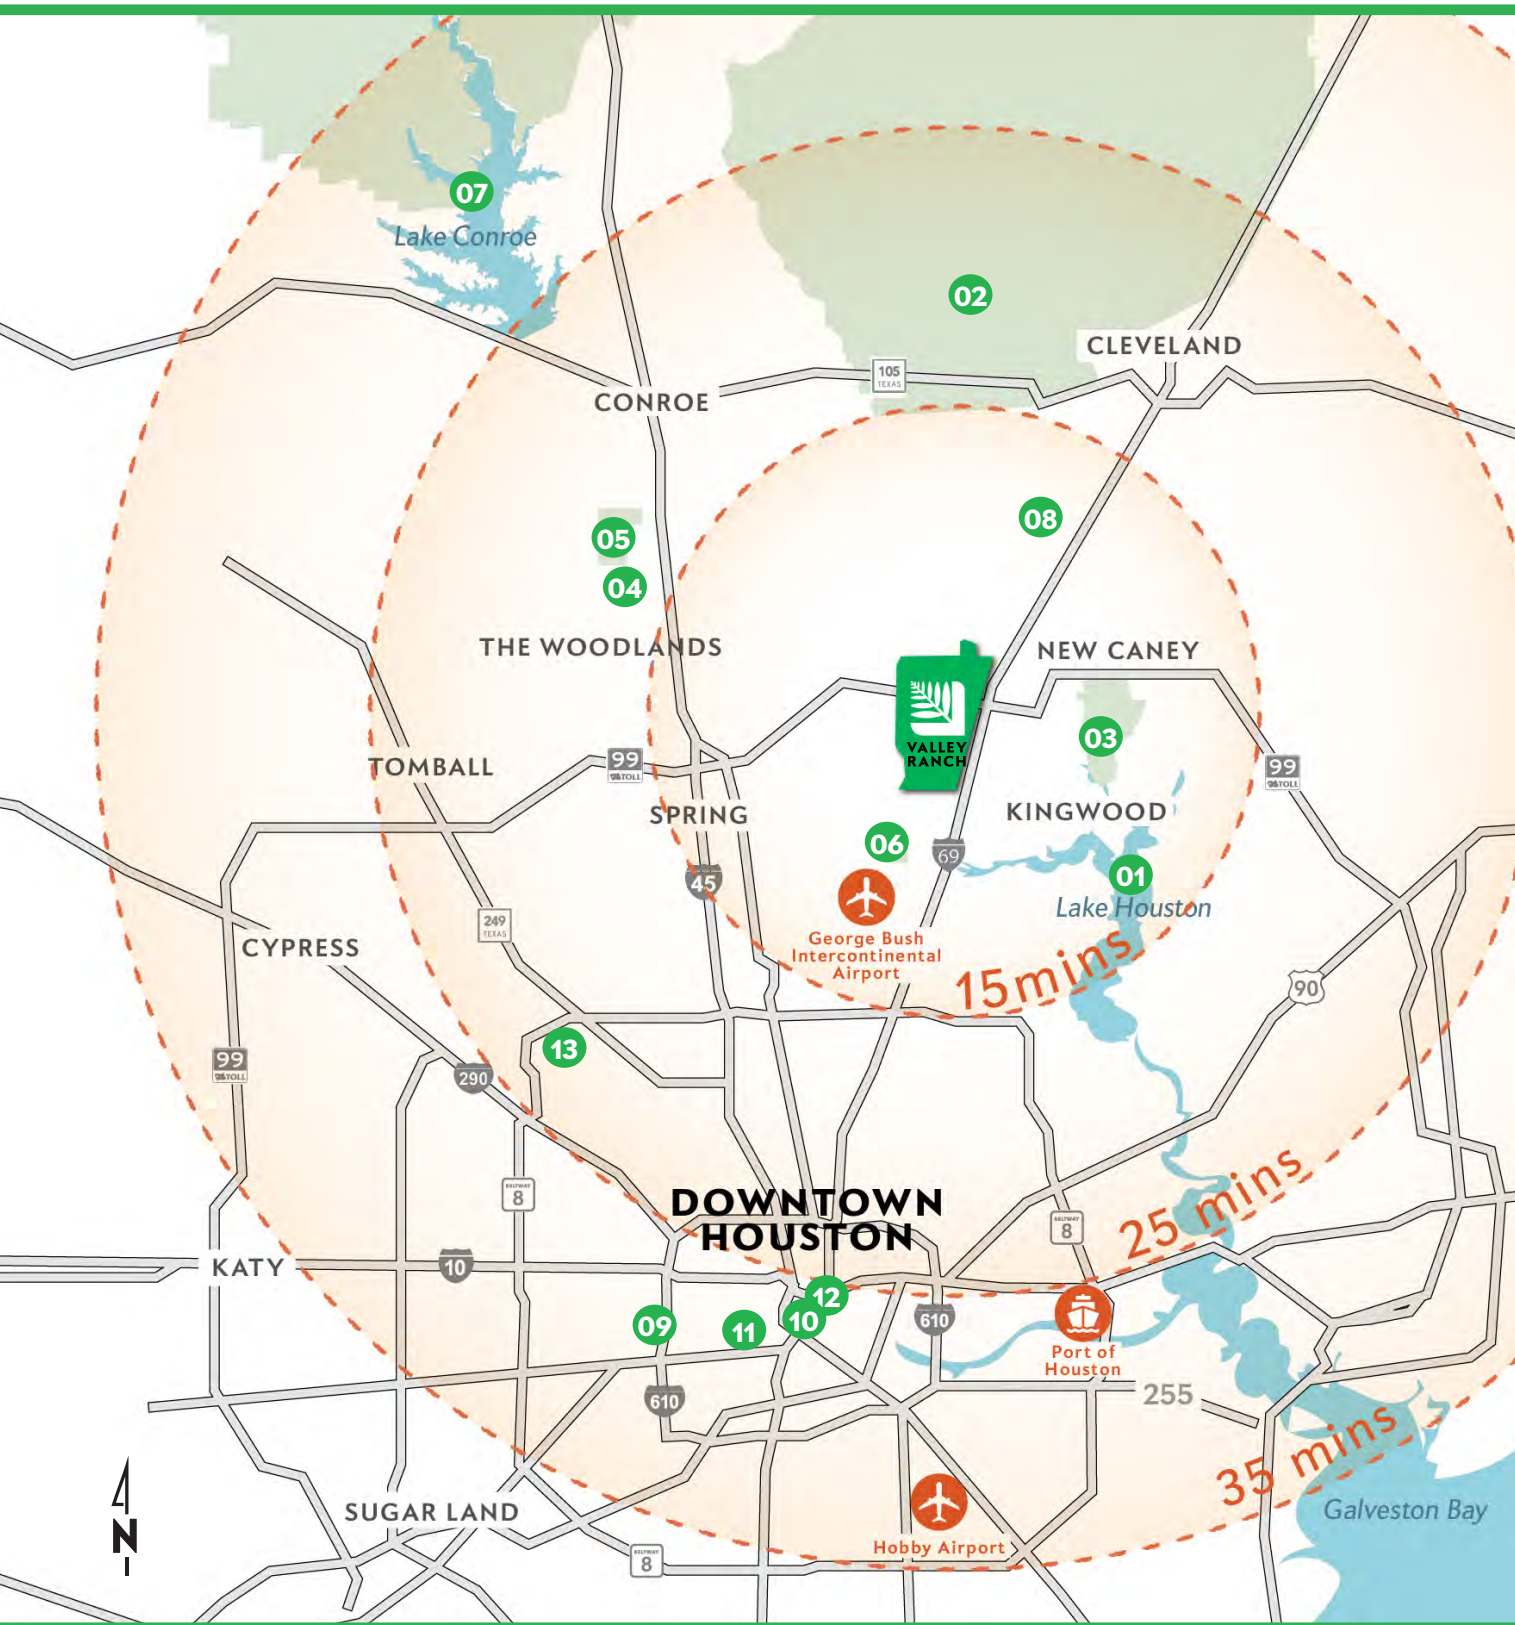 07
Lake Conroe
02
CLEVELAND
105
TEXAS
CONROE
08
05
04
THE WOODLANDS
NEW CANEY
VALLEY
RANCH
03
99
TOLL
TOMBALL
99
TOLL
SPRING
KINGWOOD
06
69
45
01
Lake Houston
249
TEXAS
George Bush
Intercontinental
Airport
CYPRESS
15mins
90
13
99
TOLL
290
25 mins
BELTWAY
8
DOWNTOWN
HOUSTON
BELTWAY
8
KATY
10
12
10
09
11
610
Port of
Houston
610
255
35 mins
N
SUGAR LAND
Galveston Bay
Hobby Airport
BELTWAY
8